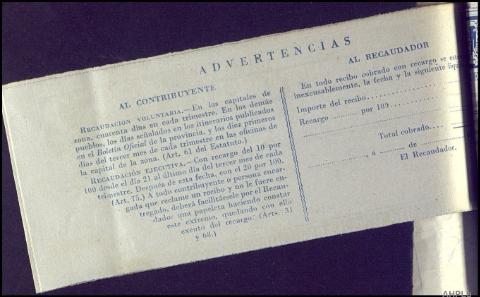 ADVERTENCIAS
AL CONTRIBUYENTE
RECAUDACION VOLUNTARIA.—En las capitales de
zona, cuarenta días en cada trimestre. En los demás
pueblos, los días señalados en los itinerarios publicados
en el Boletín Oficial de la provincia, y los diez primeros
días del tercer mes de cada trimestre en las oficinas de
la capital de la zona. (Art. 61 del Estatuto.)
RECAUDACIÓN EJECUTIVA.—Con recargo del 10 por
100 desde el día 21 al último día del tercer mes de cada
trimestre. Después de esta fecha, con el 20 por 100.
(Art. 75.) A todo contribuyente o persona encar-
gada que reclame un recibo y no le fuere en-
tregado, deberá facilitársele por el Recau-
dador una papeleta haciendo constar
este extremo, quedando con ello
exento del recargo. (Arts. 61
y 68.)
AL RECAUDADOR
En todo recibo cobrado con recargo se
inexcusablemente, la fecha y la siguiente
Importe del recibo
Recargo por 100
Total cobrado
a de
El Recaudador,